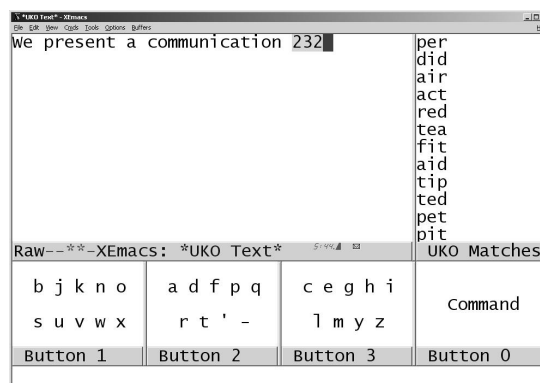 *UKO Text* - XEmacs
File Edit View Cmds Tools Options Buffers
We present a communication 232
per
did
air
act
red
tea
fit
aid
tip
ted
pet
pit
Raw--**-XEmacs: *UKO Text*
UKO Matches
b j k n o
s u v w x
a d f p q
r t ' -
c e g h i
l m y z
Command
Button 1
Button 2
Button 3
Button 0